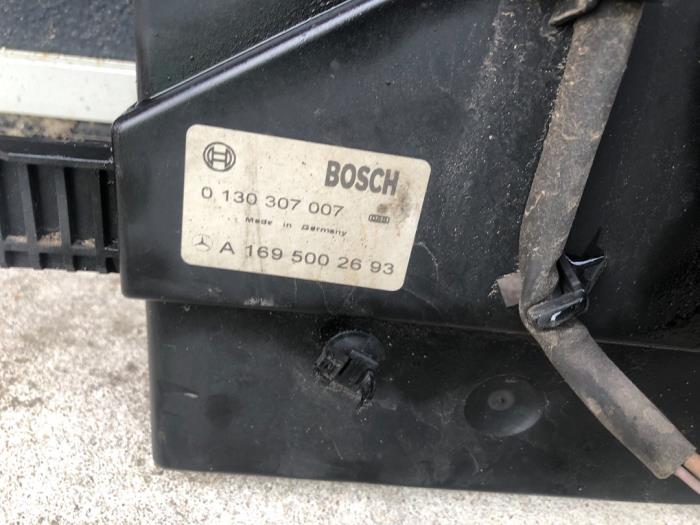 BOSCH
0 130 307 007
Made in Germany
A 169 500 26 93